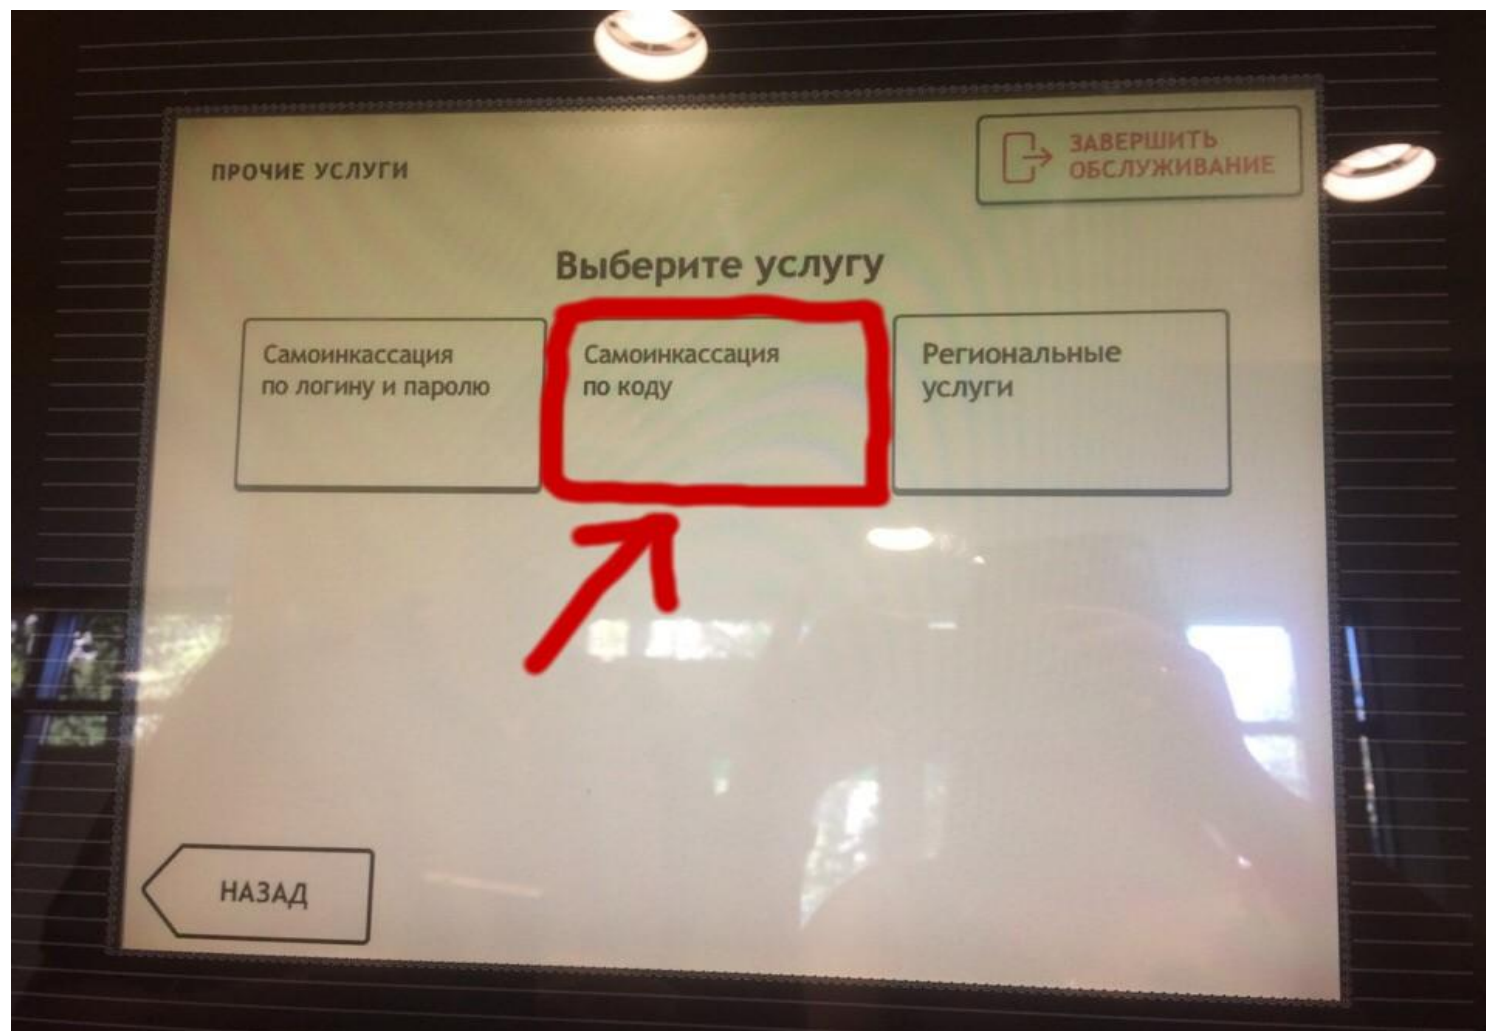 ПРОЧИЕ УСЛУГИ
ЗАВЕРШИТЬ
ОБСЛУЖИВАНИЕ
Выберите услугу
Самоинкассация
по логину и паролю
Самоинкассация
по коду
Региональные
услуги
НАЗАД